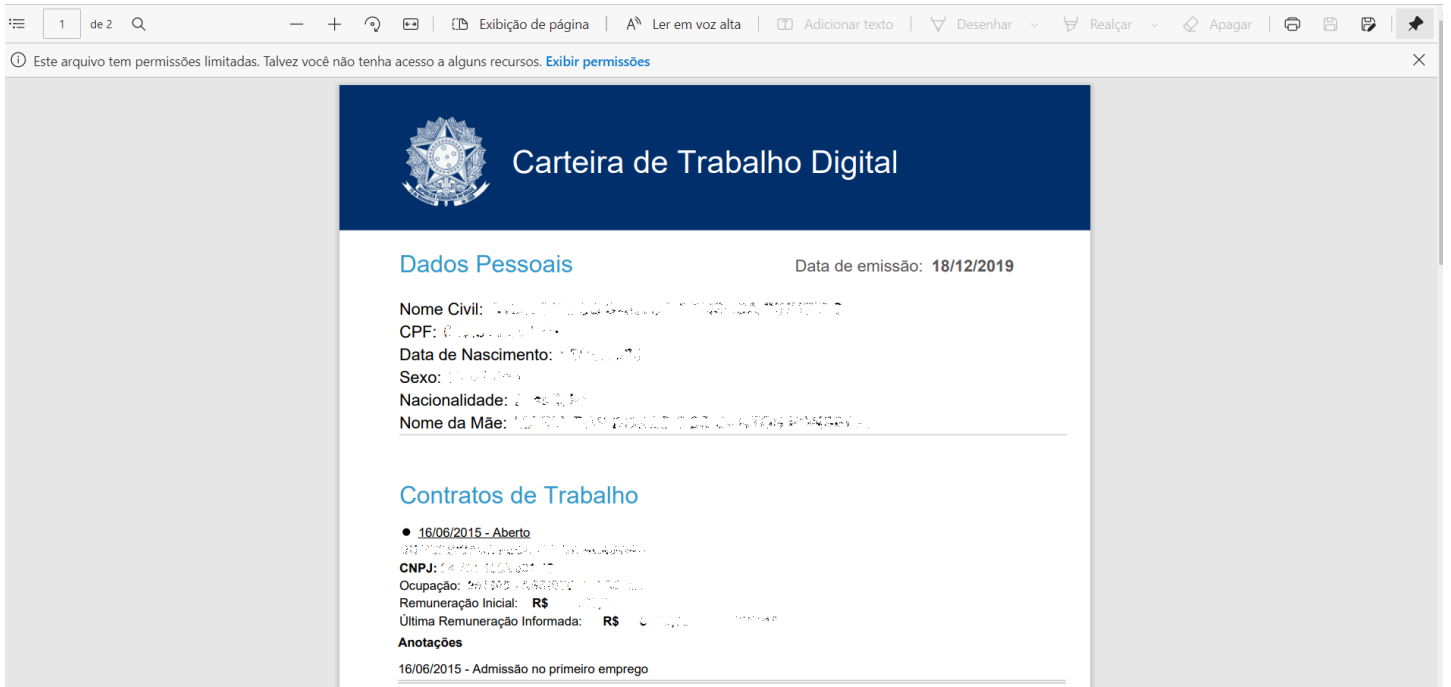 1 de 2 Exibição de página Ler em voz alta Adicionar texto Desenhar Realçar Apagar
Este arquivo tem permissões limitadas. Talvez você não tenha acesso a alguns recursos. Exibir permissões
Carteira de Trabalho Digital
Dados Pessoais
Data de emissão: 18/12/2019
Nome Civil:
CPF:
Data de Nascimento:
Sexo:
Nacionalidade:
Nome da Mãe:
Contratos de Trabalho
16/06/2015 - Aberto
CNPJ:
Ocupação:
Remuneração Inicial: R$
Última Remuneração Informada: R$
Anotações
16/06/2015 - Admissão no primeiro emprego